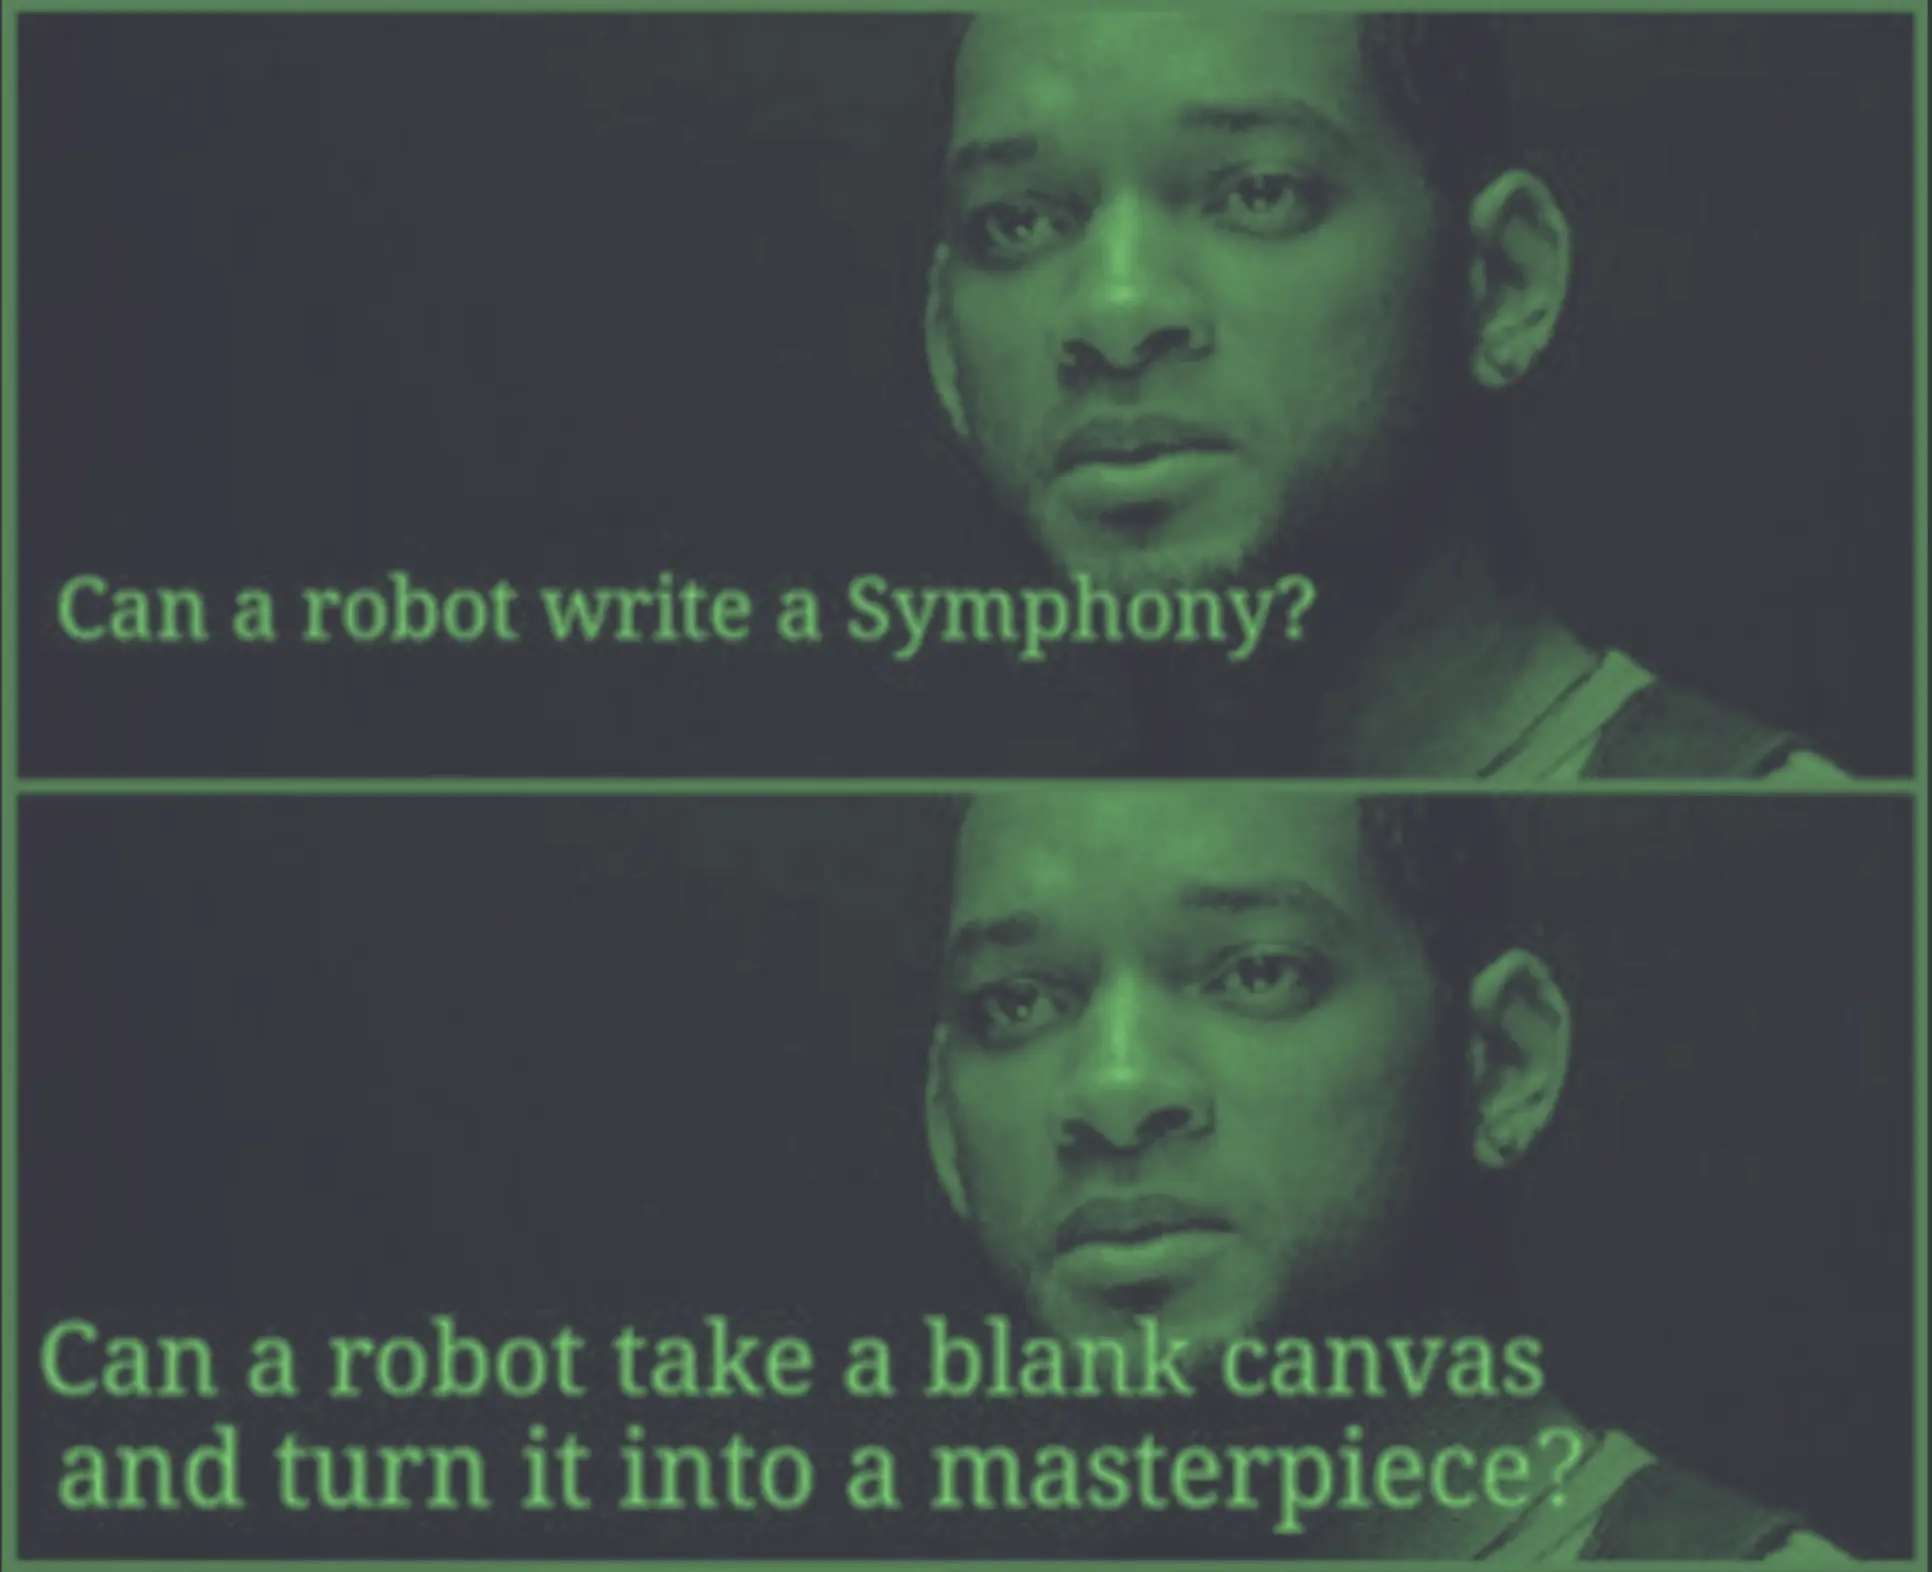 Can a robot write a Symphony?
Can a robot take a blank canvas
and turn it into a masterpiece?